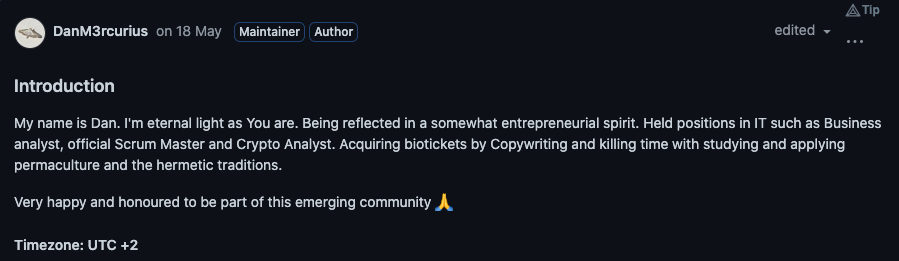 Tip
DanM3rcurius on 18 May Maintainer Author edited
Introduction
My name is Dan. I'm eternal light as You are. Being reflected in a somewhat entrepreneurial spirit. Held positions in IT such as Business
analyst, official Scrum Master and Crypto Analyst. Acquiring biotickets by Copywriting and killing time with studying and applying
permaculture and the hermetic traditions.
Very happy and honoured to be part of this emerging community 🙏
Timezone: UTC +2